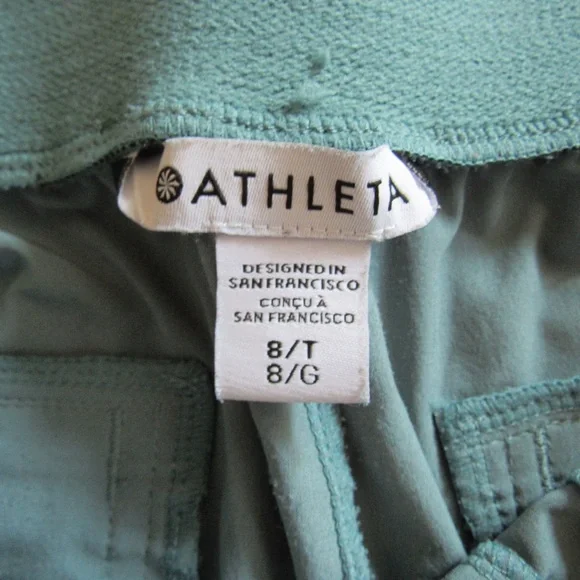 ATHLETA
DESIGNED IN
SAN FRANCISCO
CONÇU À
SAN FRANCISCO
8/T
8/G